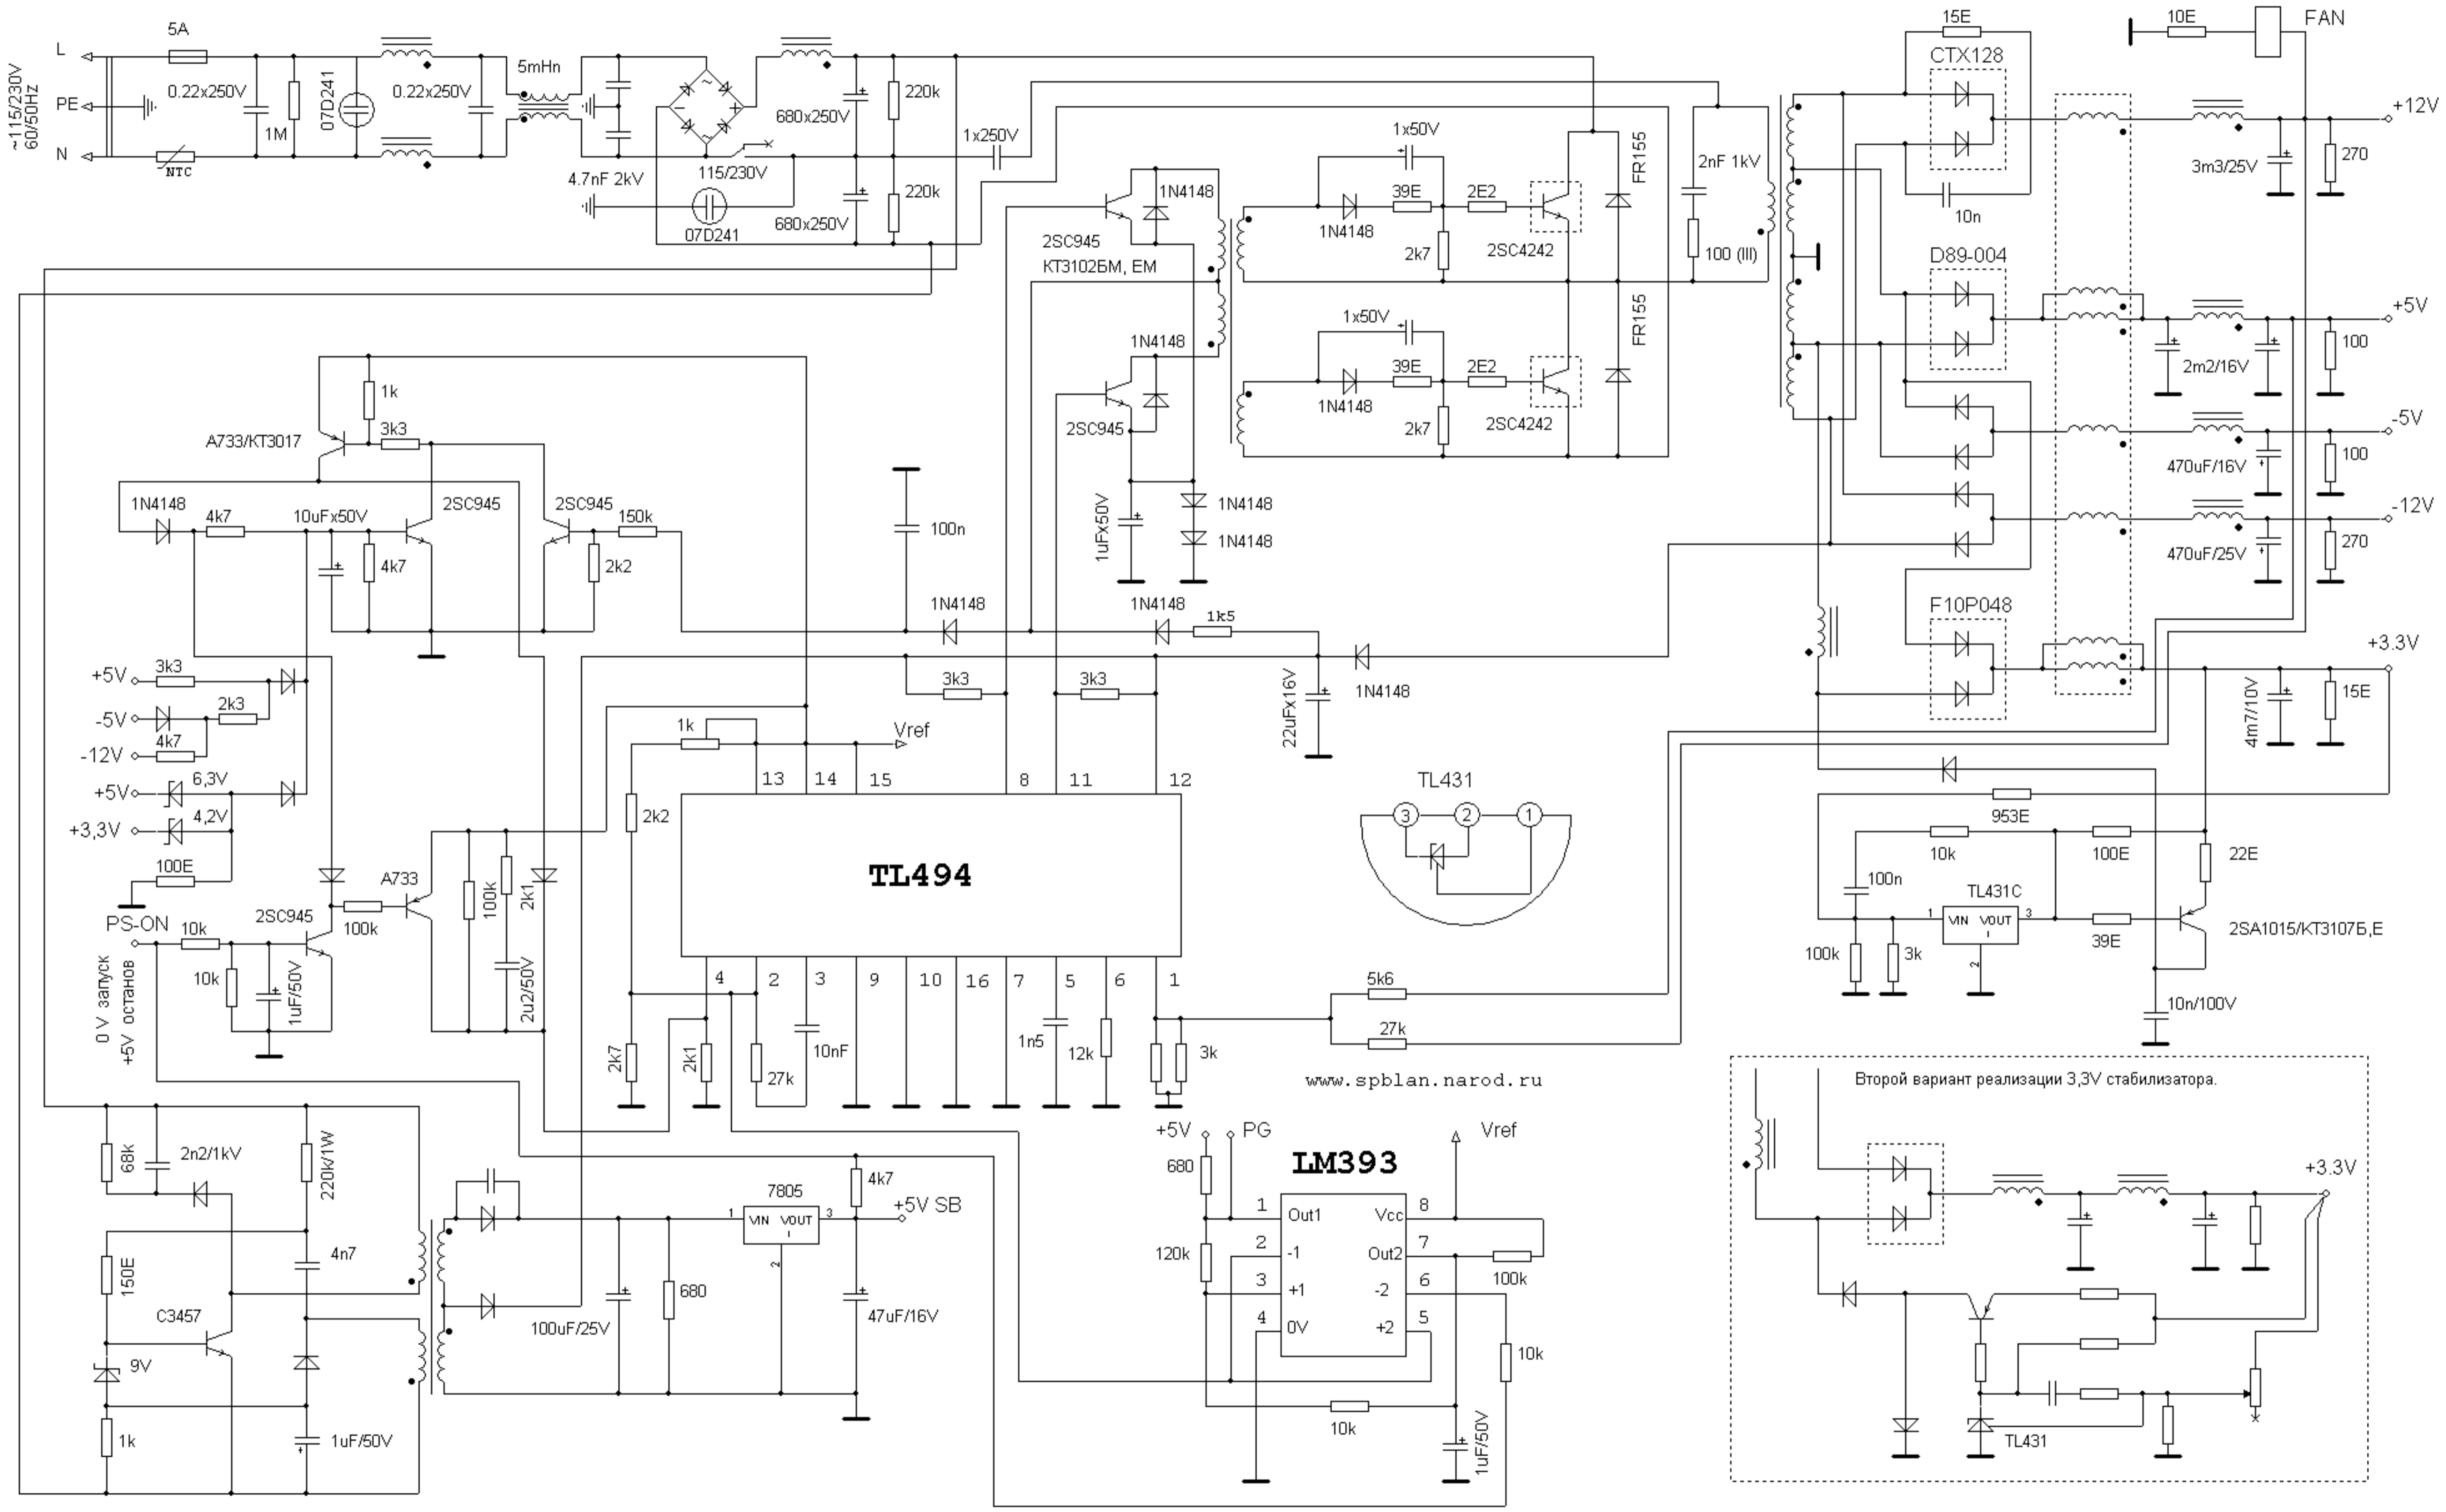 5A
L
PE
N
~115/230V
60/50Hz
0.22x250V
1M
07D241
0.22x250V
NTC
5mHn
4.7nF 2kV
115/230V
07D241
680x250V
680x250V
220k
220k
1x250V
1N4148
2SC945
KT3102БM, EM
1N4148
2SC945
1x50V
39E
2E2
1N4148
2k7
2SC4242
1x50V
39E
2E2
1N4148
2k7
2SC4242
FR155
FR155
2nF 1kV
100 (III)
15E
CTX128
10n
10E
FAN
+12V
3m3/25V
270
D89-004
+5V
2m2/16V
100
-5V
470uF/16V
100
-12V
470uF/25V
270
F10P048
+3.3V
4m7/10V
15E
1k
3k3
A733/KT3017
1N4148
4k7
10uFx50V
2SC945
4k7
2SC945
150k
2k2
100n
1uFx50V
1N4148
1N4148
1N4148
1N4148
1k5
+5V
3k3
-5V
2k3
-12V
4k7
+5V
6,3V
+3,3V
4,2V
100E
PS-ON
10k
2SC945
10k
1uF/50V
0 V запуск
+5V останов
100k
A733
100k
2k1
2u2/50V
3k3
3k3
1N4148
22uFx16V
1k
Vref
2k2
13
14
15
8
11
12
TL494
4
2
3
9
10
16
7
5
6
1
2k7
2k1
27k
10nF
1n5
12k
3k
5k6
27k
TL431
3
2
1
www.spblan.narod.ru
953E
10k
100E
22E
100n
TL431C
1
VIN VOUT
3
2
39E
2SA1015/KT3107Б,E
100k
3k
10n/100V
68k
2n2/1kV
220k/1W
150E
4n7
C3457
9V
1k
1uF/50V
7805
1
VIN VOUT
3
2
4k7
+5V SB
100uF/25V
680
47uF/16V
+5V
PG
Vref
680
LM393
1
Out1
Vcc
8
120k
2
-1
Out2
7
100k
3
+1
-2
6
4
0V
+2
5
10k
10k
1uF/50V
Второй вариант реализации 3,3V стабилизатора.
+3.3V
TL431